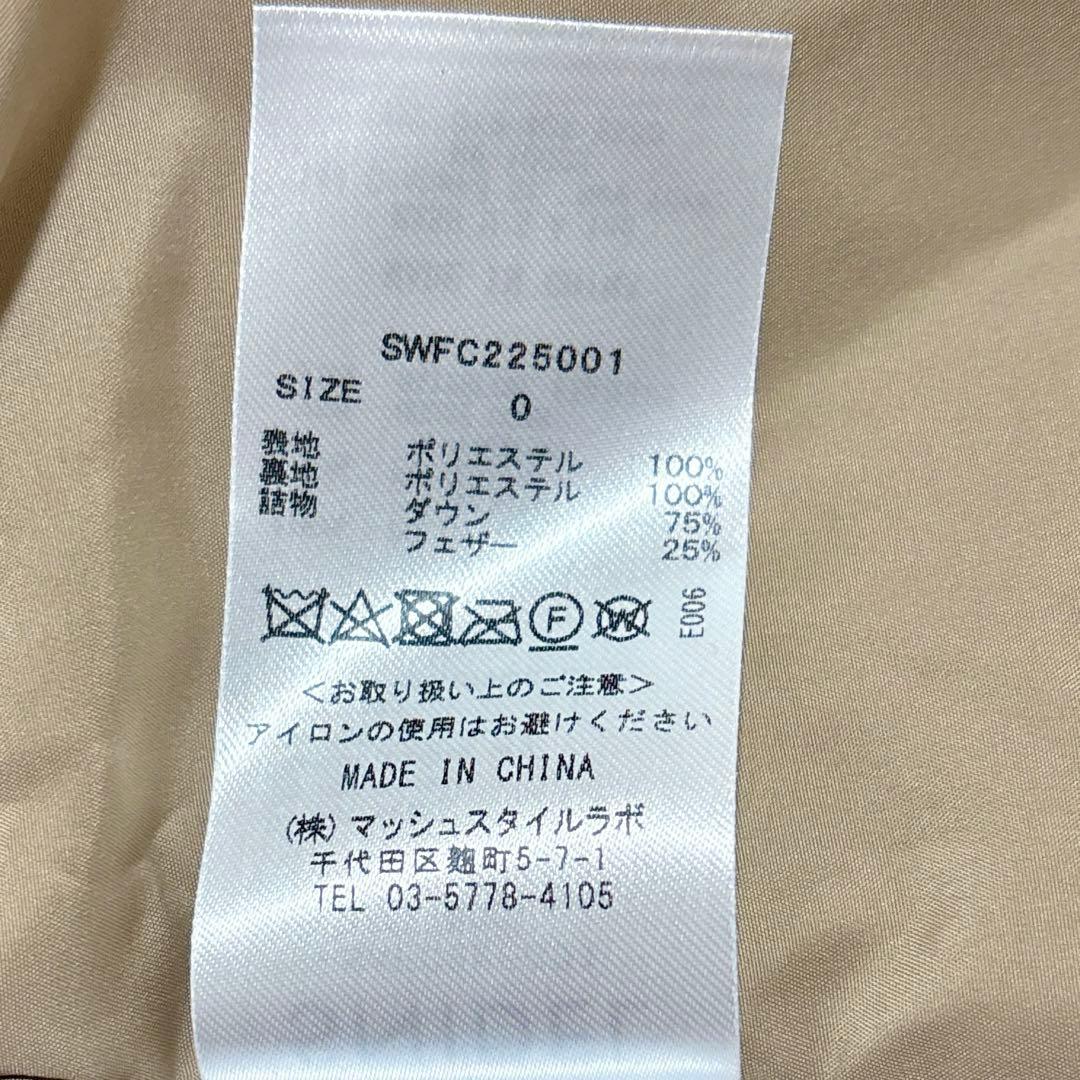 SWFC225001
SIZE 0
表地 ポリエステル 100%
裏地 ポリエステル 100%
詰物 ダウン 75%
フェザー 25%
F W E006
<お取り扱い上のご注意>
アイロンの使用はお避けください
MADE IN CHINA
(株)マッシュスタイルラボ
千代田区麹町5-7-1
TEL 03-5778-4105